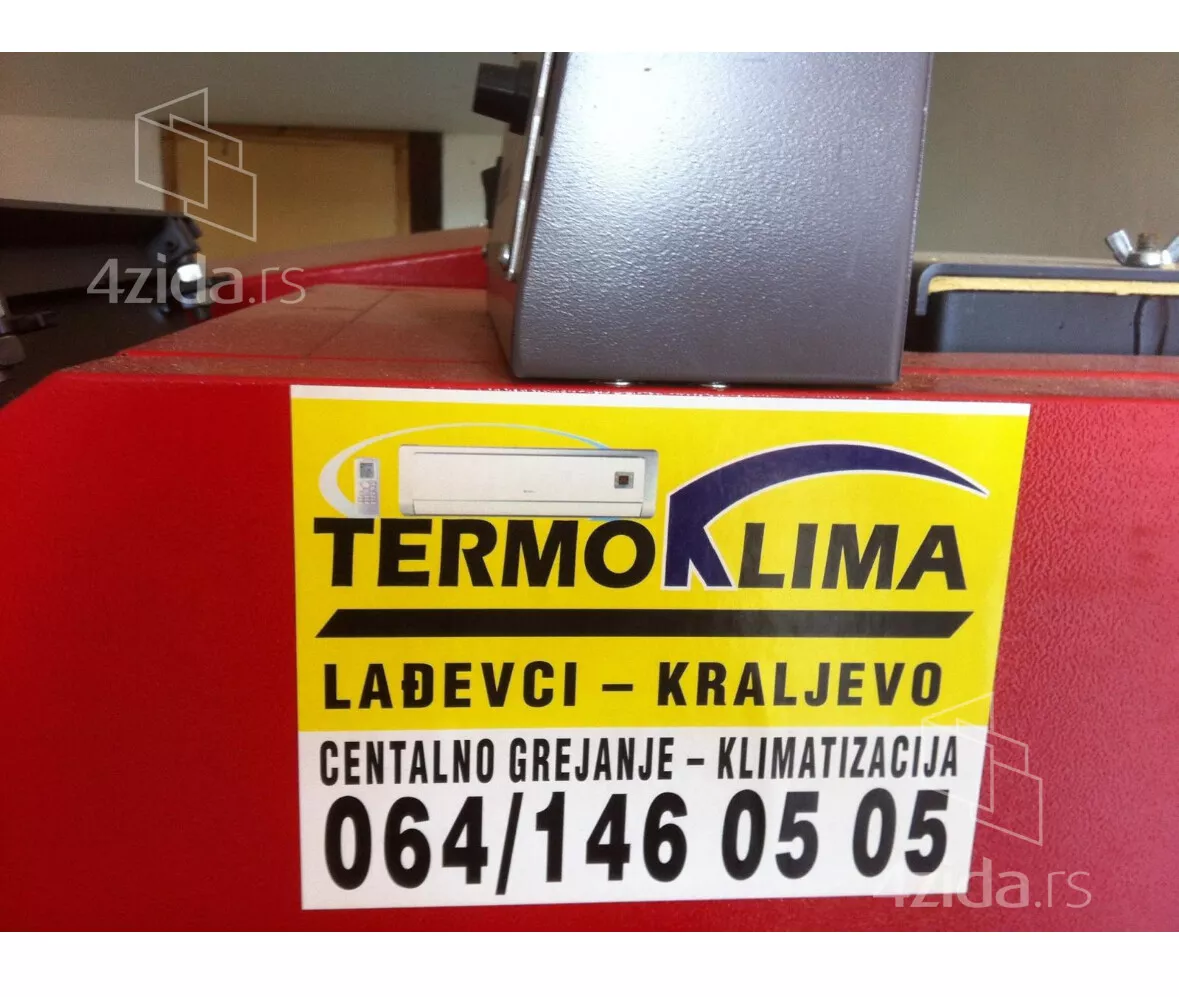 4zida.rs
TERMOKLIMA
LAĐEVCI – KRALJEVO
CENTALNO GREJANJE – KLIMATIZACIJA
064/146 05 05
4zida.rs